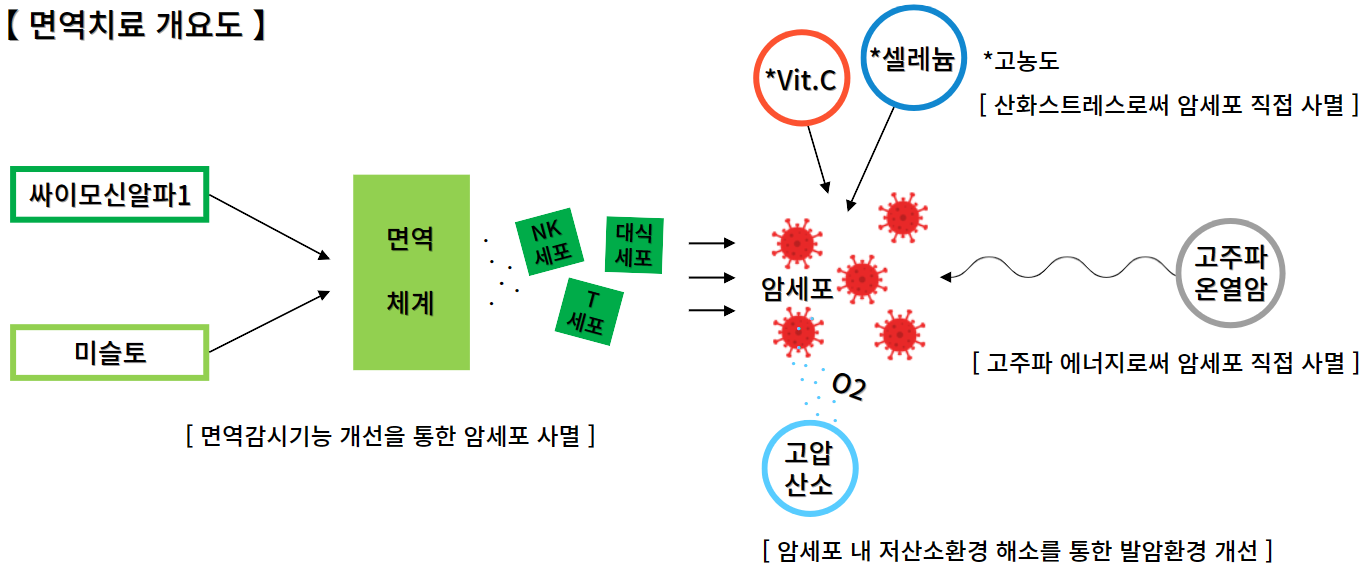 【 면역치료 개요도 】
*Vit.C
*셀레늄
*고농도
[ 산화스트레스로써 암세포 직접 사멸 ]
싸이모신알파1
미슬토
면역
체계
NK
세포
대식
세포
T
세포
암세포
고주파
온열암
[ 고주파 에너지로써 암세포 직접 사멸 ]
O2
[ 면역감시기능 개선을 통한 암세포 사멸 ]
고압
산소
[ 암세포 내 저산소환경 해소를 통한 발암환경 개선 ]